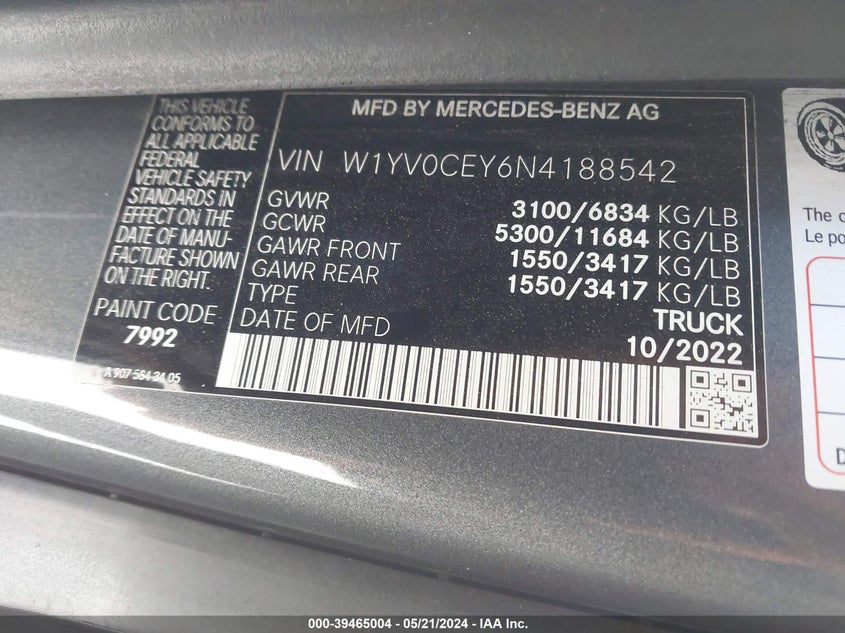 THIS VEHICLE
CONFORMS TO
ALL APPLICABLE
FEDERAL
VEHICLE SAFETY
STANDARDS IN
EFFECT ON THE
DATE OF MANU-
FACTURE SHOWN
ON THE RIGHT.
PAINT CODE
7992
A 907 584 34 05
MFD BY MERCEDES-BENZ AG
VIN W1YV0CEY6N4188542
GVWR 3100/6834 KG/LB
GCWR 5300/11684 KG/LB
GAWR FRONT 1550/3417 KG/LB
GAWR REAR 1550/3417 KG/LB
TYPE TRUCK
DATE OF MFD 10/2022
The c
Le po
D
000-39465004 - 05/21/2024 - IAA Inc.